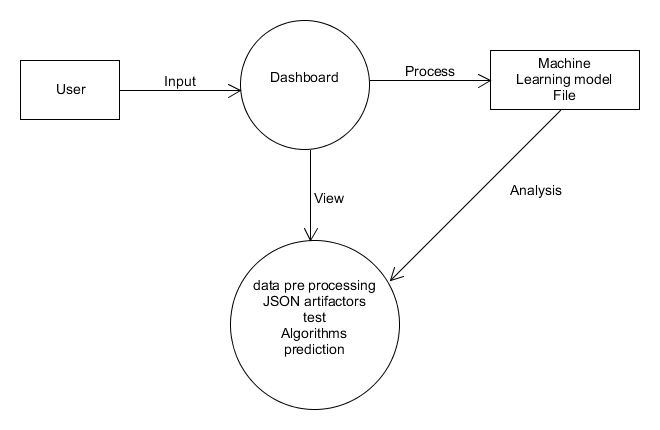 User
Input
Dashboard
Process
Machine
Learning model
File
View
Analysis
data pre processing
JSON artifactors
test
Algorithms
prediction